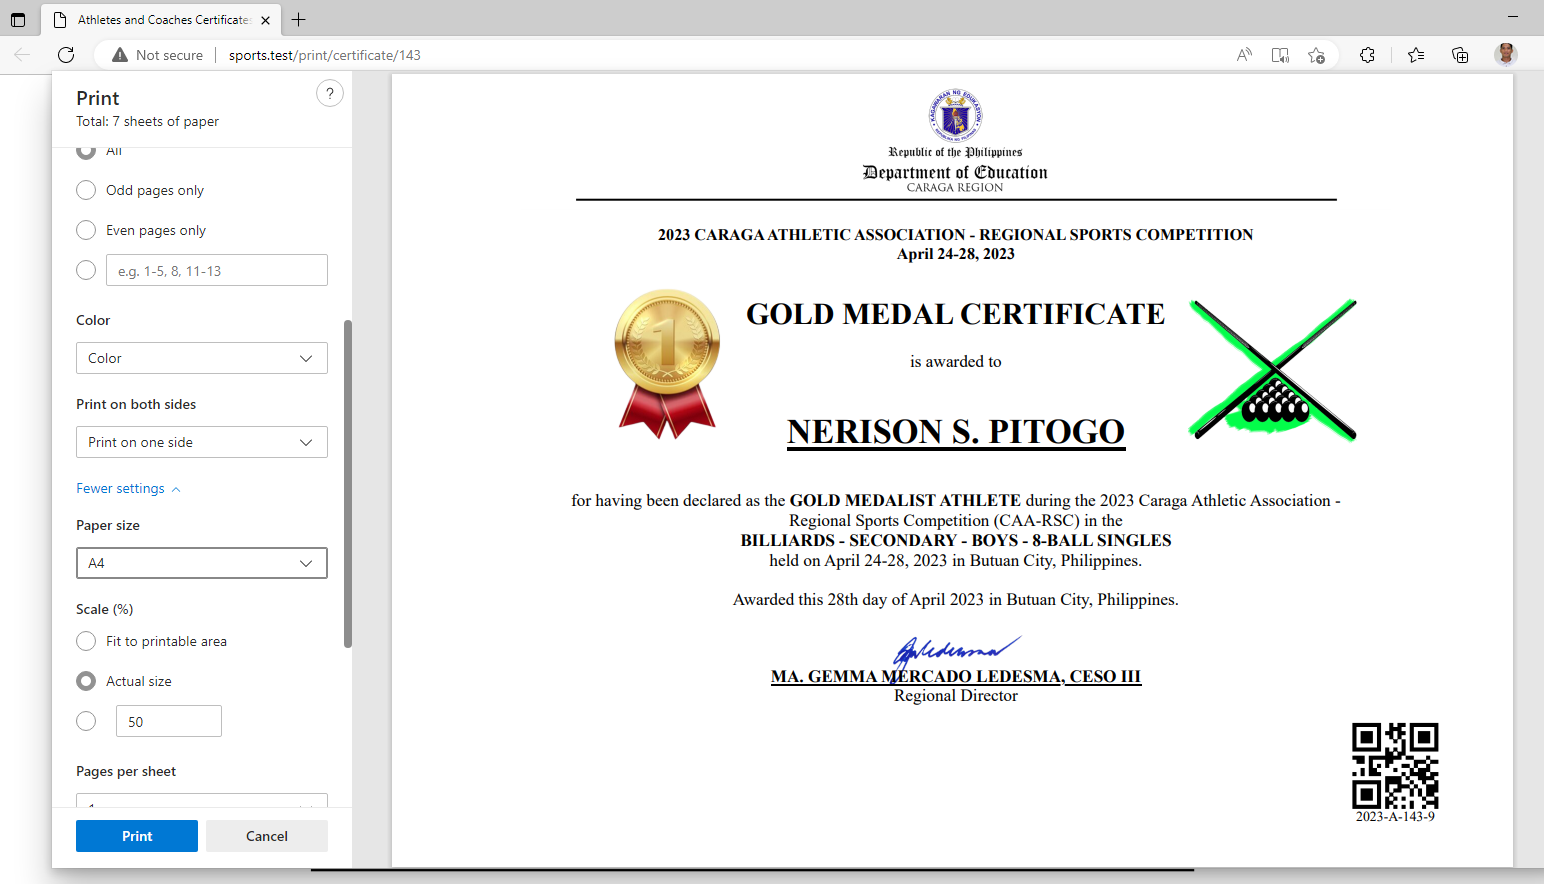 Athletes and Coaches Certificate
Not secure
sports.test/print/certificate/143
Print
Total: 7 sheets of paper
?
All
Odd pages only
Even pages only
e.g. 1-5, 8, 11-13
Color
Color
Print on both sides
Print on one side
Fewer settings
Paper size
A4
Scale (%)
Fit to printable area
Actual size
50
Pages per sheet
Print
Cancel
KAGAWARAN NG EDUKASYON
REPUBLIKA NG PILIPINAS
Republic of the Philippines
Department of Education
CARAGA REGION
2023 CARAGA ATHLETIC ASSOCIATION - REGIONAL SPORTS COMPETITION
April 24-28, 2023
1
GOLD MEDAL CERTIFICATE
is awarded to
NERISON S. PITOGO
for having been declared as the GOLD MEDALIST ATHLETE during the 2023 Caraga Athletic Association -
Regional Sports Competition (CAA-RSC) in the
BILLIARDS - SECONDARY - BOYS - 8-BALL SINGLES
held on April 24-28, 2023 in Butuan City, Philippines.
Awarded this 28th day of April 2023 in Butuan City, Philippines.
MA. GEMMA MERCADO LEDESMA, CESO III
Regional Director
2023-A-143-9